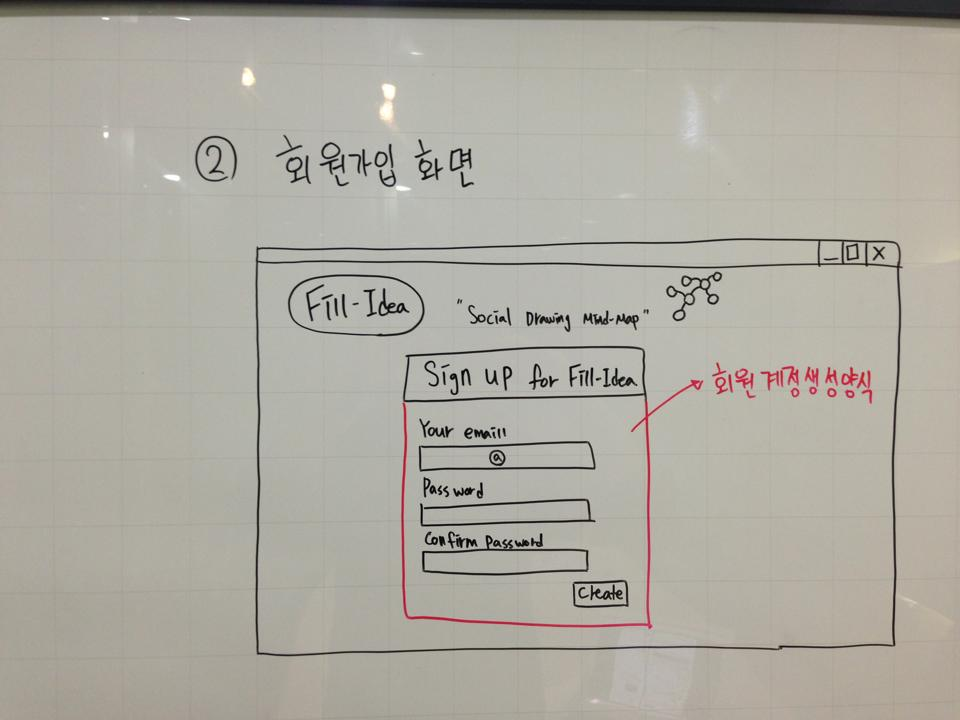 ② 회원가입 화면
Fill-Idea
"Social Drawing Mind-Map"
Sign up for Fill-Idea
회원 계정생성양식
Your emaill
@
Password
Confirm password
Create